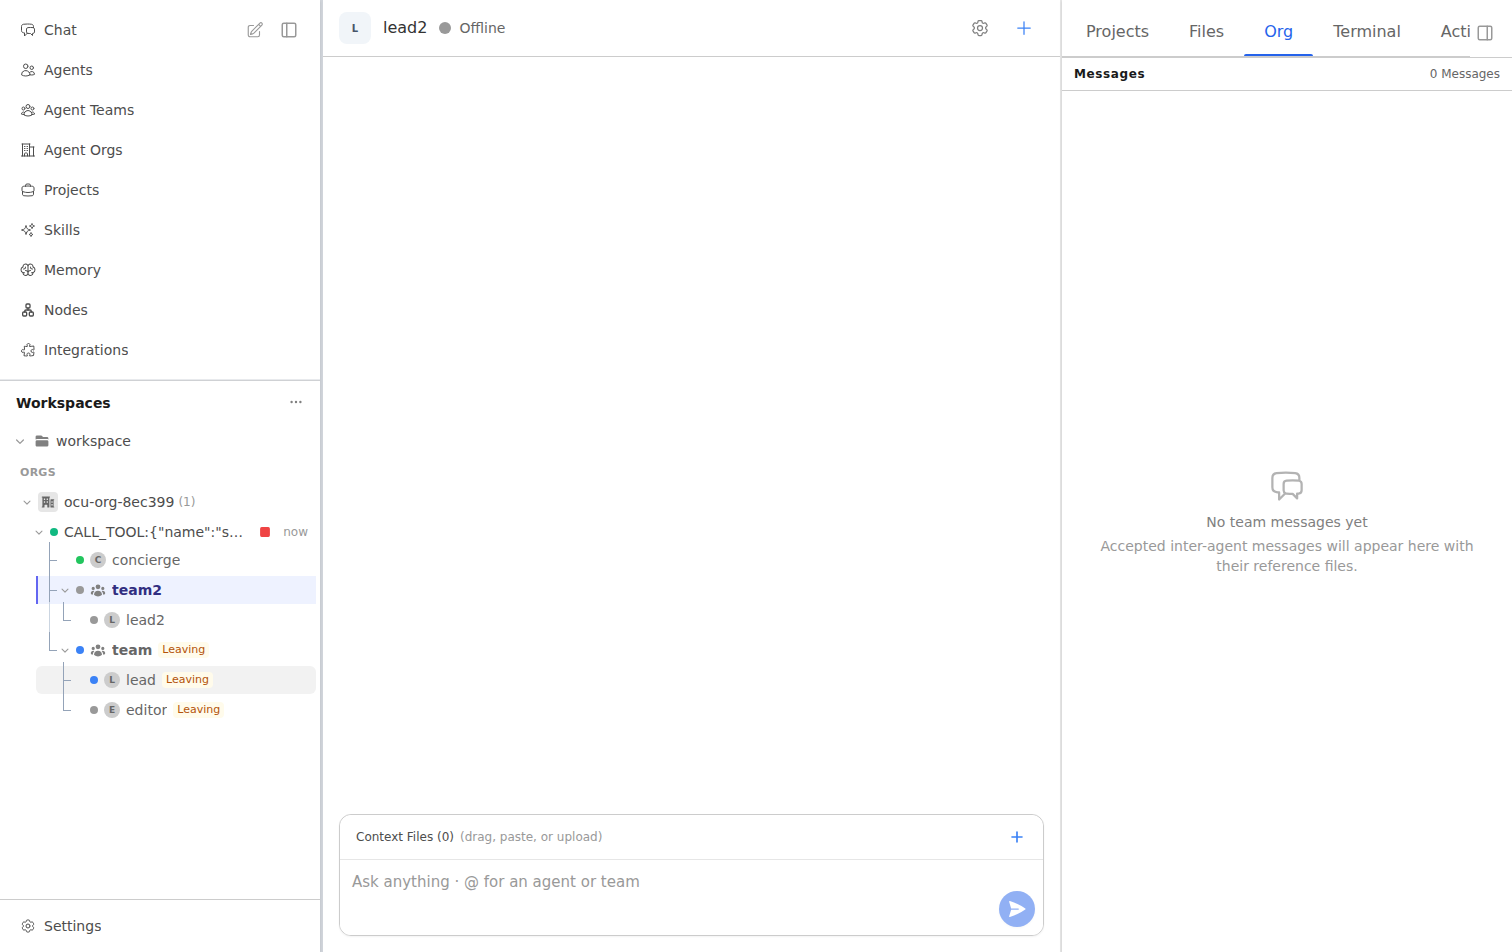 Chat
Agents
Agent Teams
Agent Orgs
Projects
Skills
Memory
Nodes
Integrations
Workspaces
workspace
ORGS
ocu-org-8ec399 (1)
CALL_TOOL:{"name":"s... now
C concierge
team2
L lead2
team Leaving
L lead Leaving
E editor Leaving
Settings
L lead2 Offline
Context Files (0) (drag, paste, or upload)
Ask anything · @ for an agent or team
Projects Files Org Terminal Acti
Messages 0 Messages
No team messages yet
Accepted inter-agent messages will appear here with
their reference files.